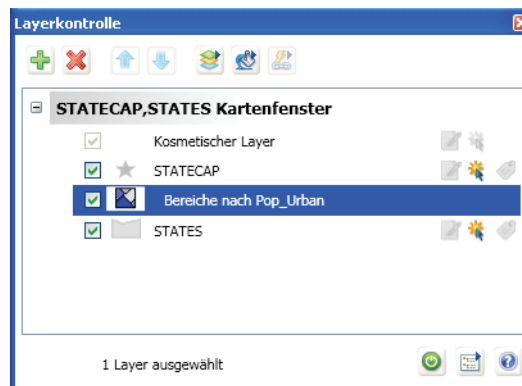 Layerkontrolle
STATECAP,STATES Kartenfenster
Kosmetischer Layer
STATECAP
Bereiche nach Pop_Urban
STATES
1 Layer ausgewählt